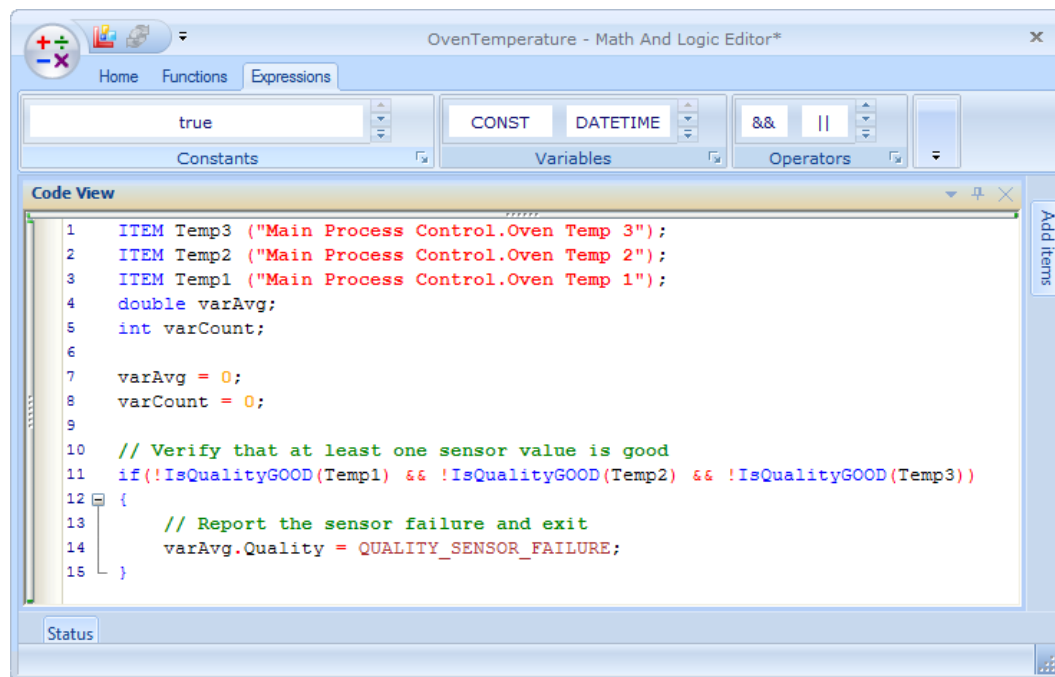 OvenTemperature - Math And Logic Editor*
Home Functions Expressions
true CONST DATETIME && ||
Constants Variables Operators
Code View
Add items
1 ITEM Temp3 ("Main Process Control.Oven Temp 3");
2 ITEM Temp2 ("Main Process Control.Oven Temp 2");
3 ITEM Temp1 ("Main Process Control.Oven Temp 1");
4 double varAvg;
5 int varCount;
6
7 varAvg = 0;
8 varCount = 0;
9
10 // Verify that at least one sensor value is good
11 if(!IsQualityGOOD(Temp1) && !IsQualityGOOD(Temp2) && !IsQualityGOOD(Temp3))
12 {
13     // Report the sensor failure and exit
14     varAvg.Quality = QUALITY_SENSOR_FAILURE;
15 }
Status